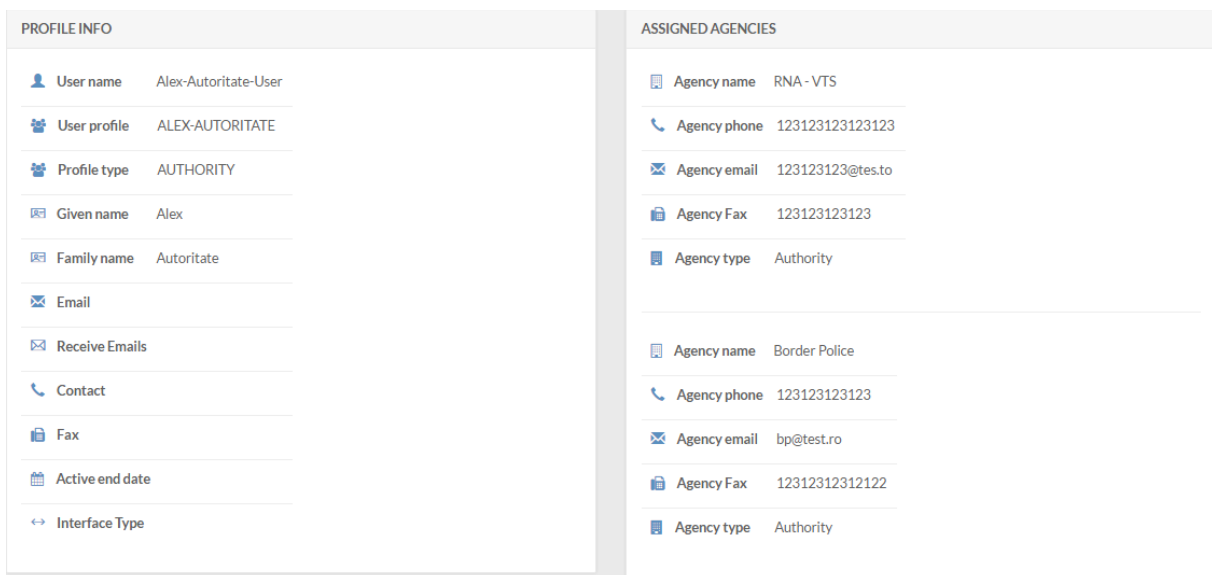 PROFILE INFO
User name Alex-Autoritate-User
User profile ALEX-AUTORITATE
Profile type AUTHORITY
Given name Alex
Family name Autoritate
Email
Receive Emails
Contact
Fax
Active end date
Interface Type
ASSIGNED AGENCIES
Agency name RNA - VTS
Agency phone 123123123123123
Agency email 123123123@tes.to
Agency Fax 123123123123
Agency type Authority
Agency name Border Police
Agency phone 123123123123
Agency email bp@test.ro
Agency Fax 12312312312122
Agency type Authority